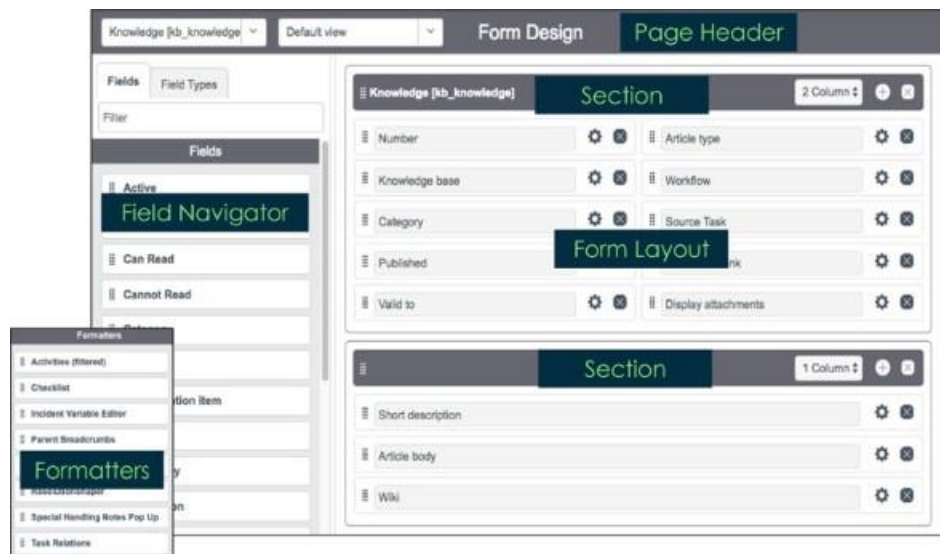 Knowledge [kb_knowledge
Default view
Form Design
Page Header
Fields
Field Types
Filter
Fields
Active
Field Navigator
Can Read
Cannot Read
Category
tion item
y
on
Knowledge [kb_knowledge]
Section
2 Column
Number
Article type
Knowledge base
Workflow
Category
Source Task
Form Layout
Published
nk
Valid to
Display attachments
Section
1 Column
Short description
Article body
Wiki
Formatters
Activities (filtered)
Checklist
Incident Variable Editor
Parent Breadcrumbs
Formatters
Special Handling Notes Pop Up
Task Relations